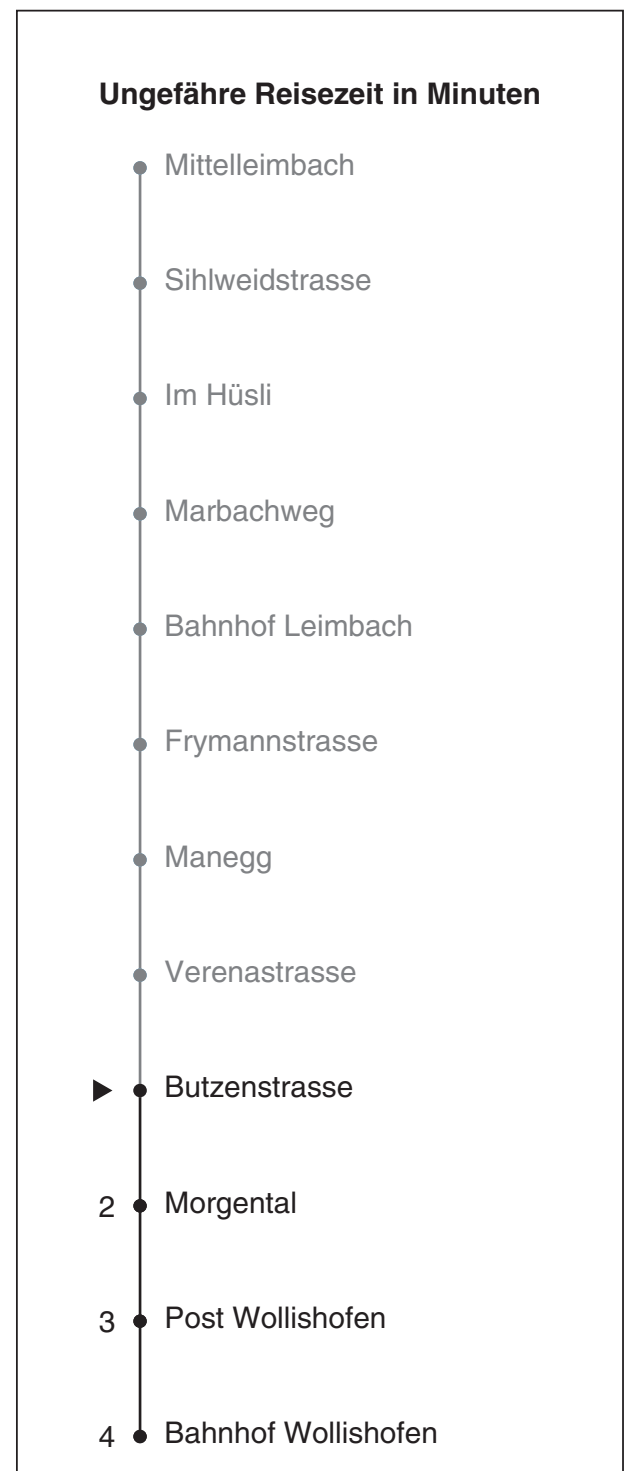 Ungefähre Reisezeit in Minuten
Mittelleimbach
Sihlweidstrasse
Im Hüsli
Marbachweg
Bahnhof Leimbach
Frymannstrasse
Manegg
Verenastrasse
Butzenstrasse
2 Morgental
3 Post Wollishofen
4 Bahnhof Wollishofen